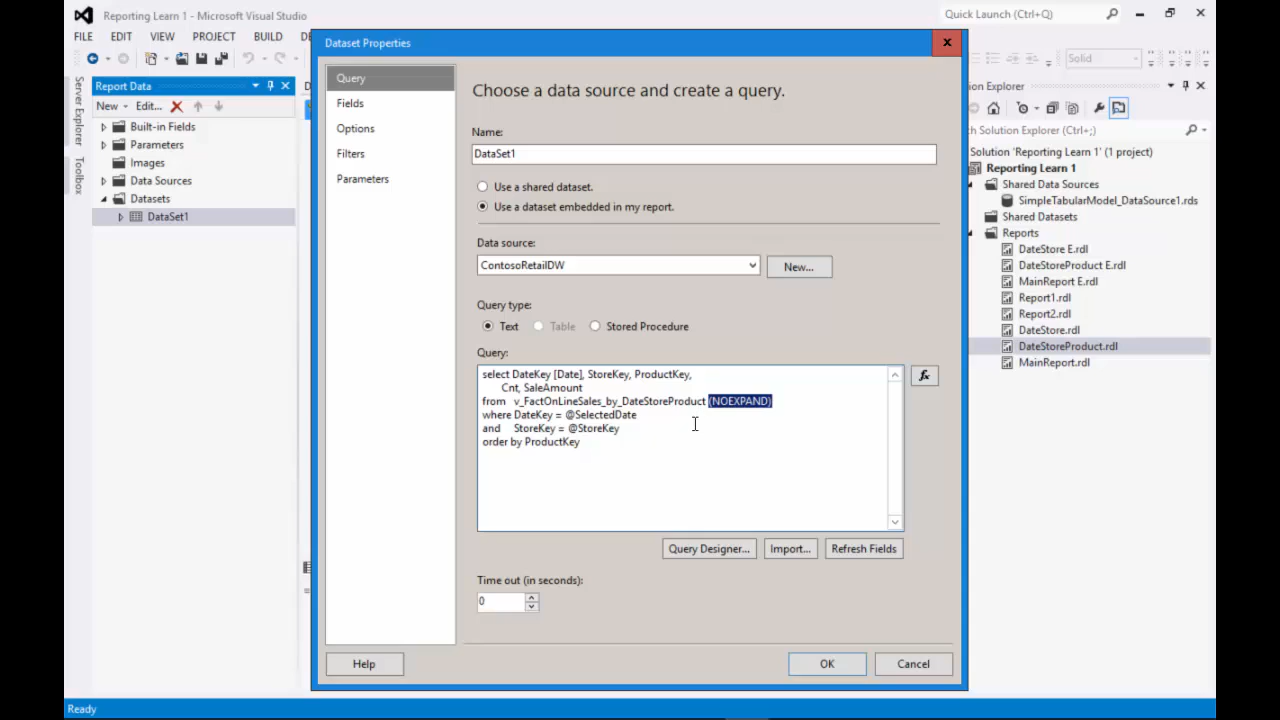 Reporting Learn 1 - Microsoft Visual Studio
Quick Launch (Ctrl+Q)
FILE EDIT VIEW PROJECT BUILD
Solid
Server Explorer
Toolbox
Report Data
New Edit...
Built-in Fields
Parameters
Images
Data Sources
Datasets
DataSet1
Dataset Properties
Query
Fields
Options
Filters
Parameters
Choose a data source and create a query.
Name:
DataSet1
Use a shared dataset.
Use a dataset embedded in my report.
Data source:
ContosoRetailDW
New...
Query type:
Text
Table
Stored Procedure
Query:
select DateKey [Date], StoreKey, ProductKey,
Cnt, SaleAmount
from v_FactOnLineSales_by_DateStoreProduct (NOEXPAND)
where DateKey = @SelectedDate
and StoreKey = @StoreKey
order by ProductKey
fx
Query Designer...
Import...
Refresh Fields
Time out (in seconds):
0
Help
OK
Cancel
on Explorer
ch Solution Explorer (Ctrl+;)
Solution 'Reporting Learn 1' (1 project)
Reporting Learn 1
Shared Data Sources
SimpleTabularModel_DataSource1.rds
Shared Datasets
Reports
DateStore E.rdl
DateStoreProduct E.rdl
MainReport E.rdl
Report1.rdl
Report2.rdl
DateStore.rdl
DateStoreProduct.rdl
MainReport.rdl
Ready